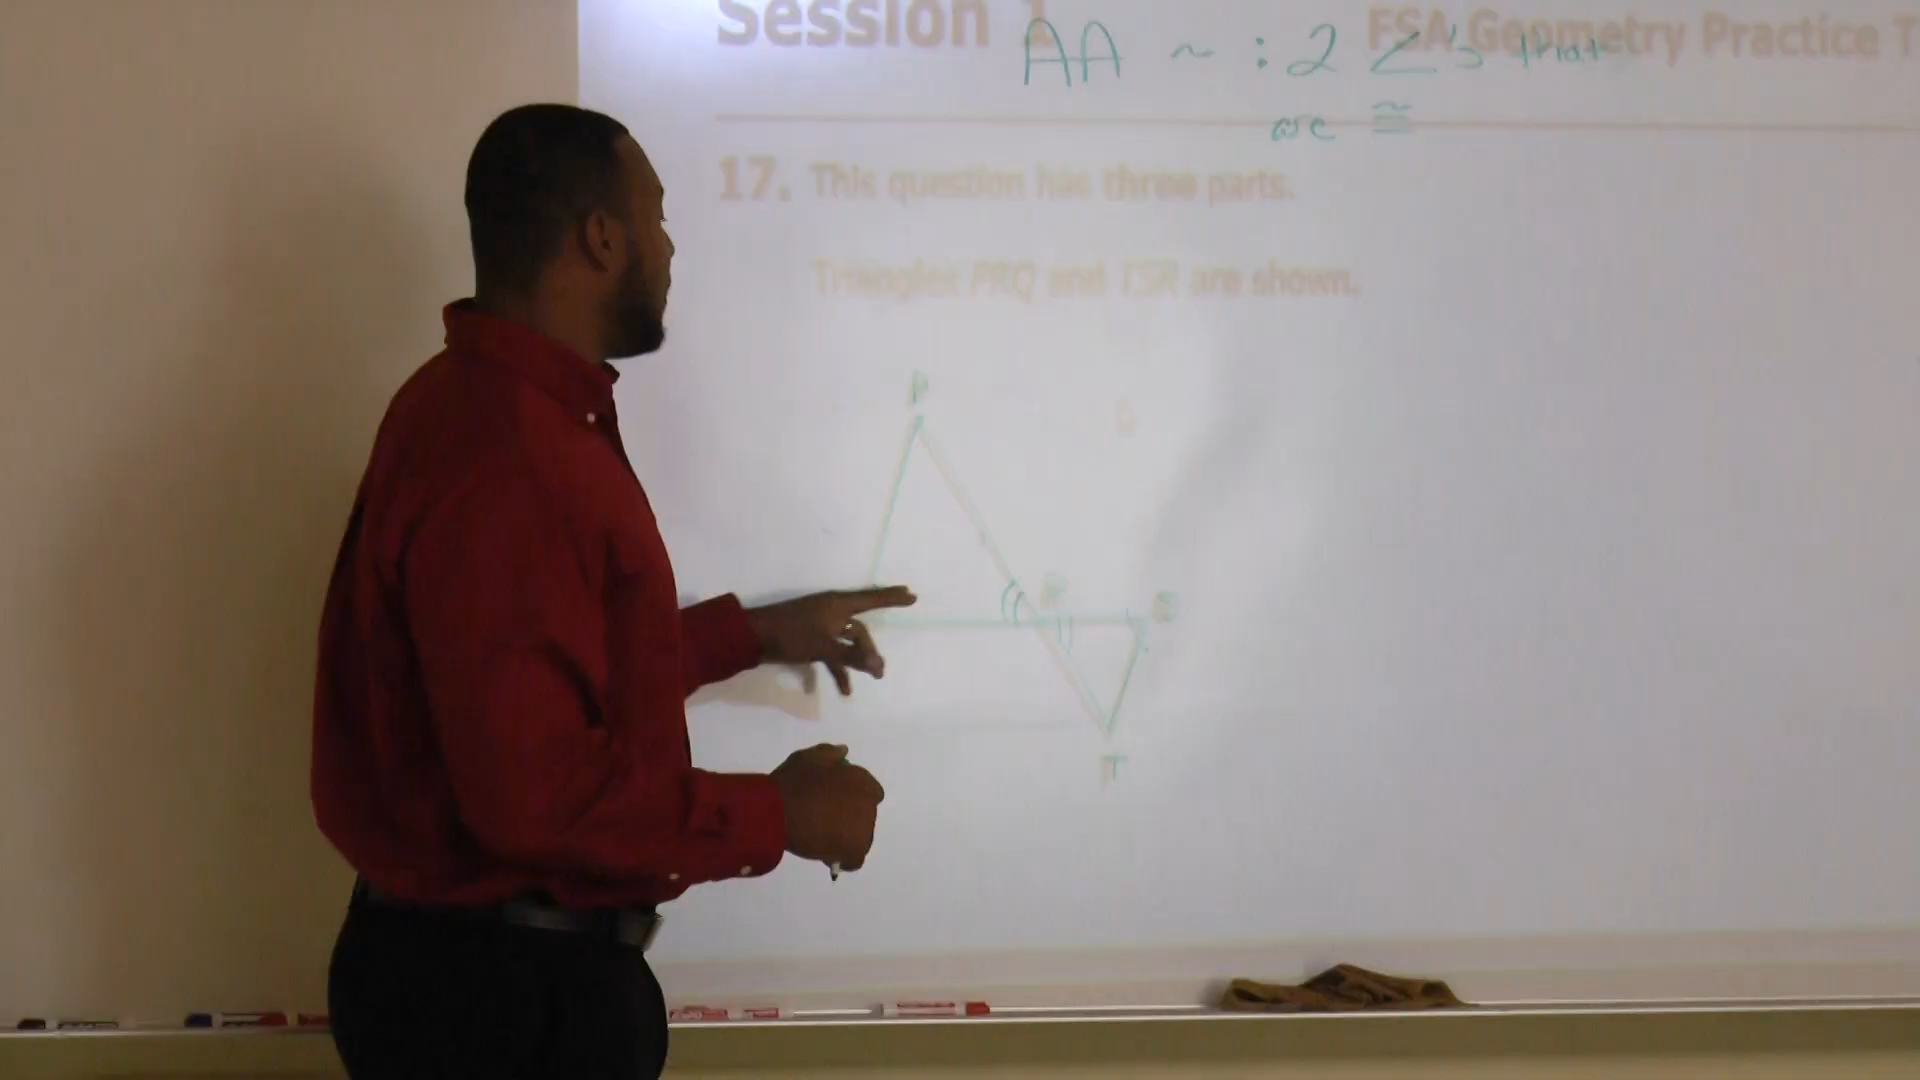 Session 1
FSA Geometry Practice T
AA ~ : 2 ∠'s that
are ≅
17. This question has three parts.
Triangles PRQ and TSR are shown.
P
R
S
T